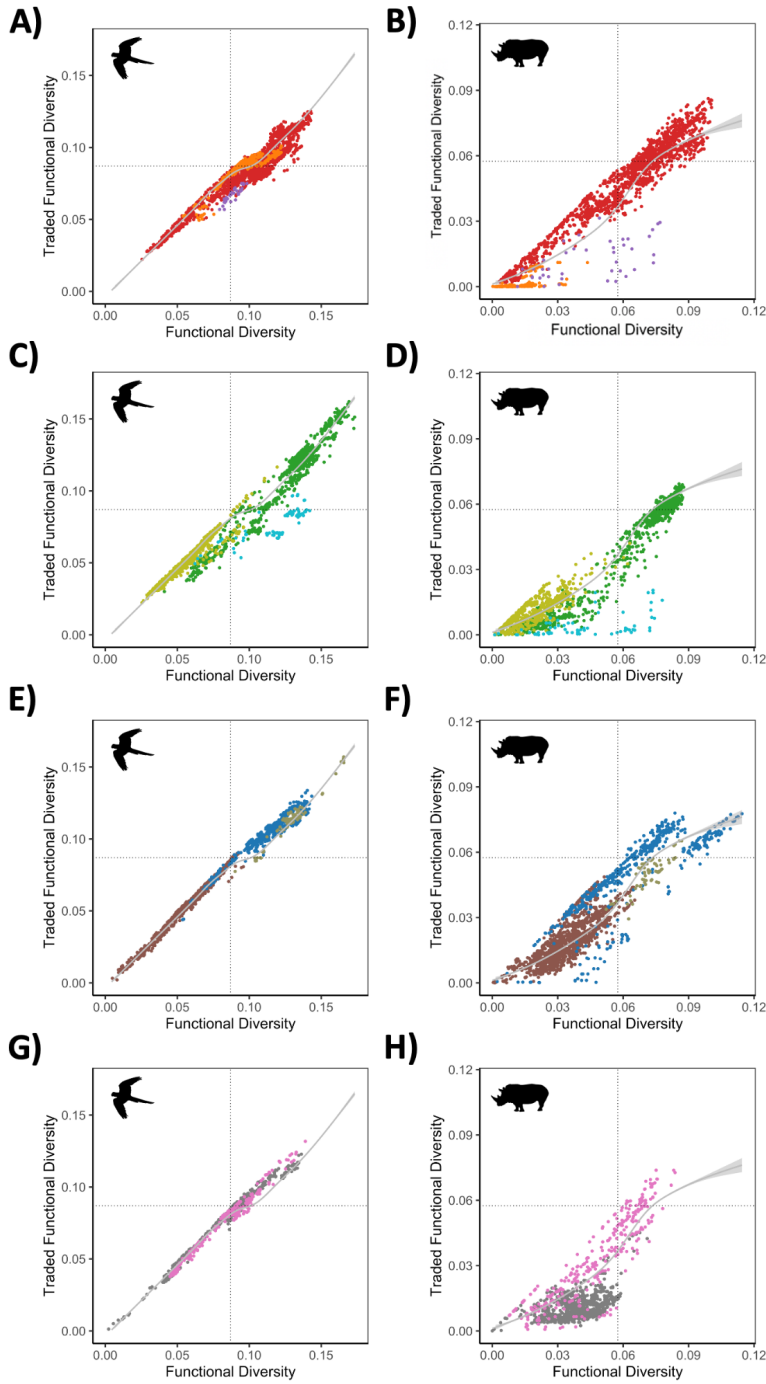 A)
B)
0.15
0.10
0.05
0.00
Traded Functional Diversity
0.00 0.05 0.10 0.15
Functional Diversity
0.12
0.09
0.06
0.03
0.00
Traded Functional Diversity
0.00 0.03 0.06 0.09 0.12
Functional Diversity
C)
D)
0.15
0.10
0.05
0.00
Traded Functional Diversity
0.00 0.05 0.10 0.15
Functional Diversity
0.12
0.09
0.06
0.03
0.00
Traded Functional Diversity
0.00 0.03 0.06 0.09 0.12
Functional Diversity
E)
F)
0.15
0.10
0.05
0.00
Traded Functional Diversity
0.00 0.05 0.10 0.15
Functional Diversity
0.12
0.09
0.06
0.03
0.00
Traded Functional Diversity
0.00 0.03 0.06 0.09 0.12
Functional Diversity
G)
H)
0.15
0.10
0.05
0.00
Traded Functional Diversity
0.00 0.05 0.10 0.15
Functional Diversity
0.12
0.09
0.06
0.03
0.00
Traded Functional Diversity
0.00 0.03 0.06 0.09 0.12
Functional Diversity